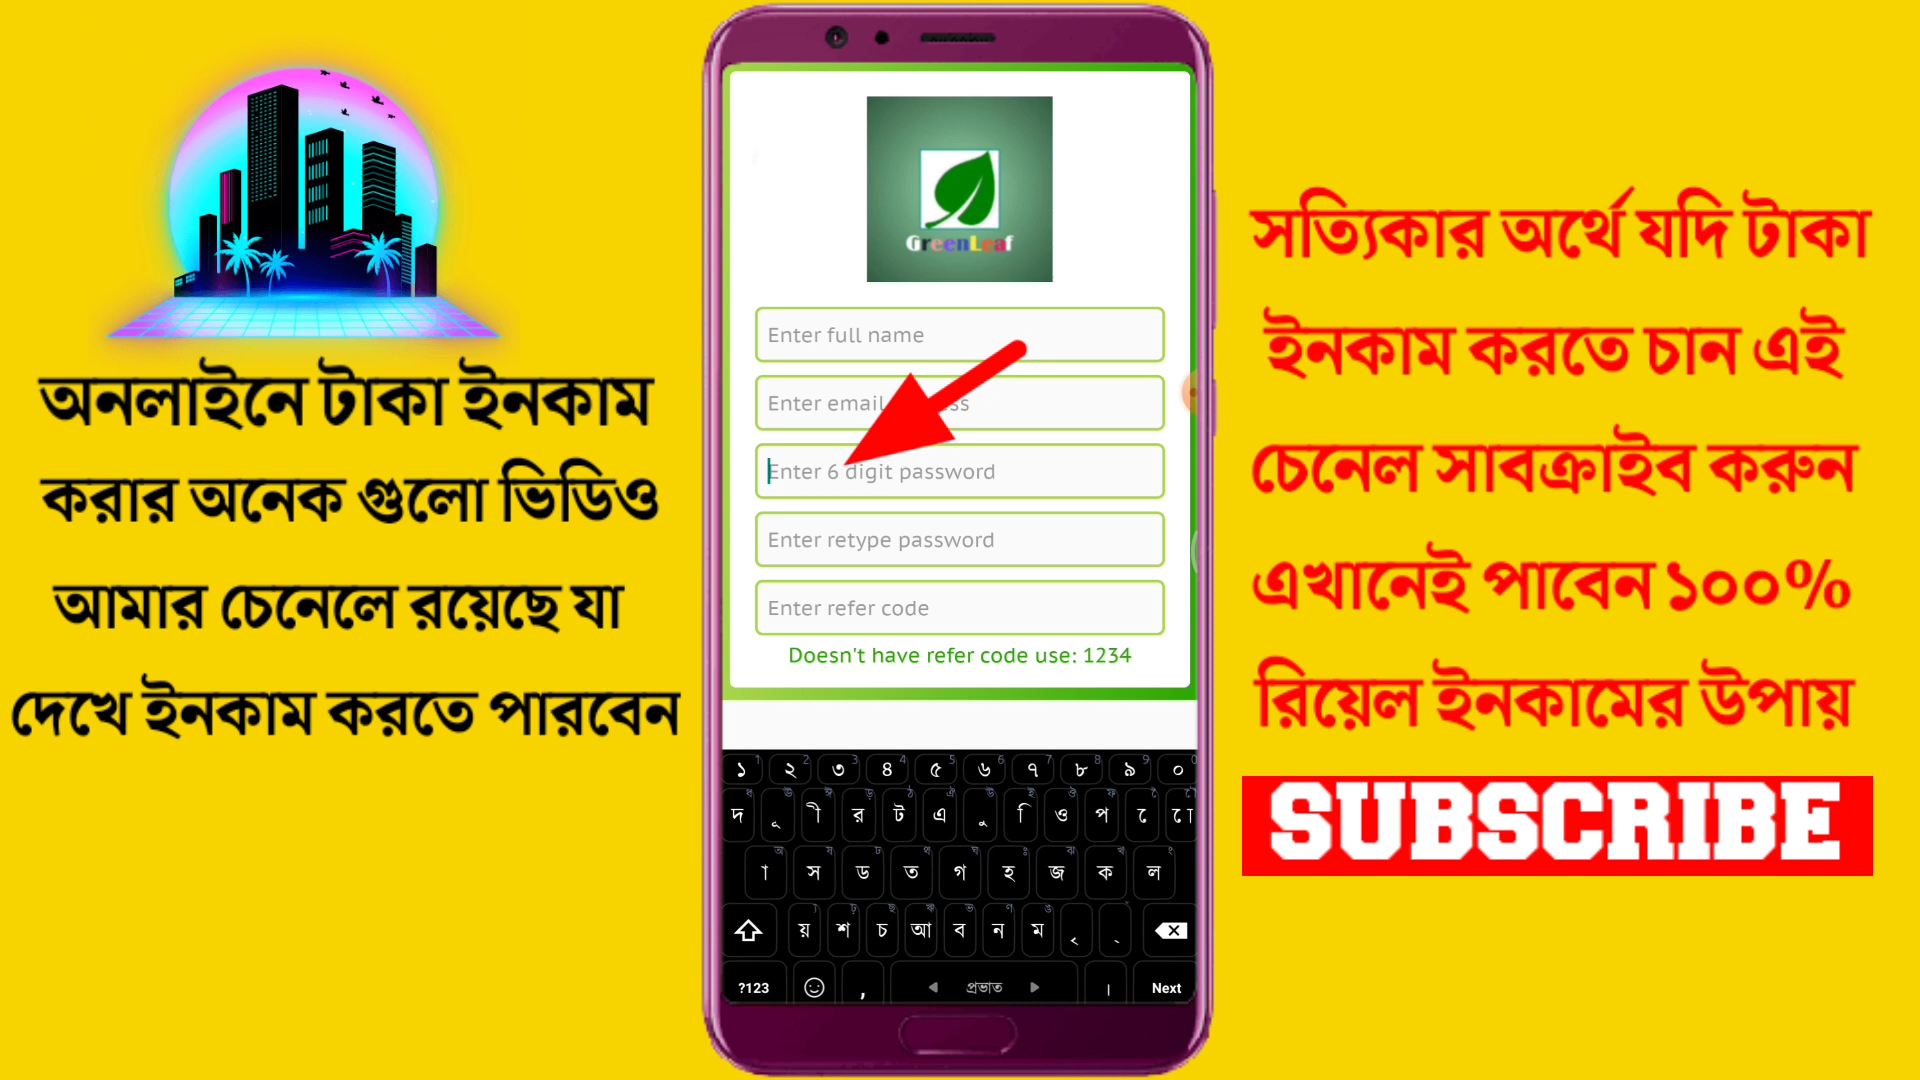 অনলাইনে টাকা ইনকাম
করার অনেক গুলো ভিডিও
আমার চেনেলে রয়েছে যা
দেখে ইনকাম করতে পারবেন
GreenLeaf
Enter full name
Enter email
Enter 6 digit password
Enter retype password
Enter refer code
Doesn't have refer code use: 1234
১ ২ ৩ ৪ ৫ ৬ ৭ ৮ ৯ ০
দ ূ ী র ট এ ু ি ও প ে ো
া স ড ত গ হ জ ক ল
য় শ চ আ ব ন ম ৃ ্
?123 , প্রভাত । Next
সত্যিকার অর্থে যদি টাকা
ইনকাম করতে চান এই
চেনেল সাবক্রাইব করুন
এখানেই পাবেন ১০০%
রিয়েল ইনকামের উপায়
SUBSCRIBE